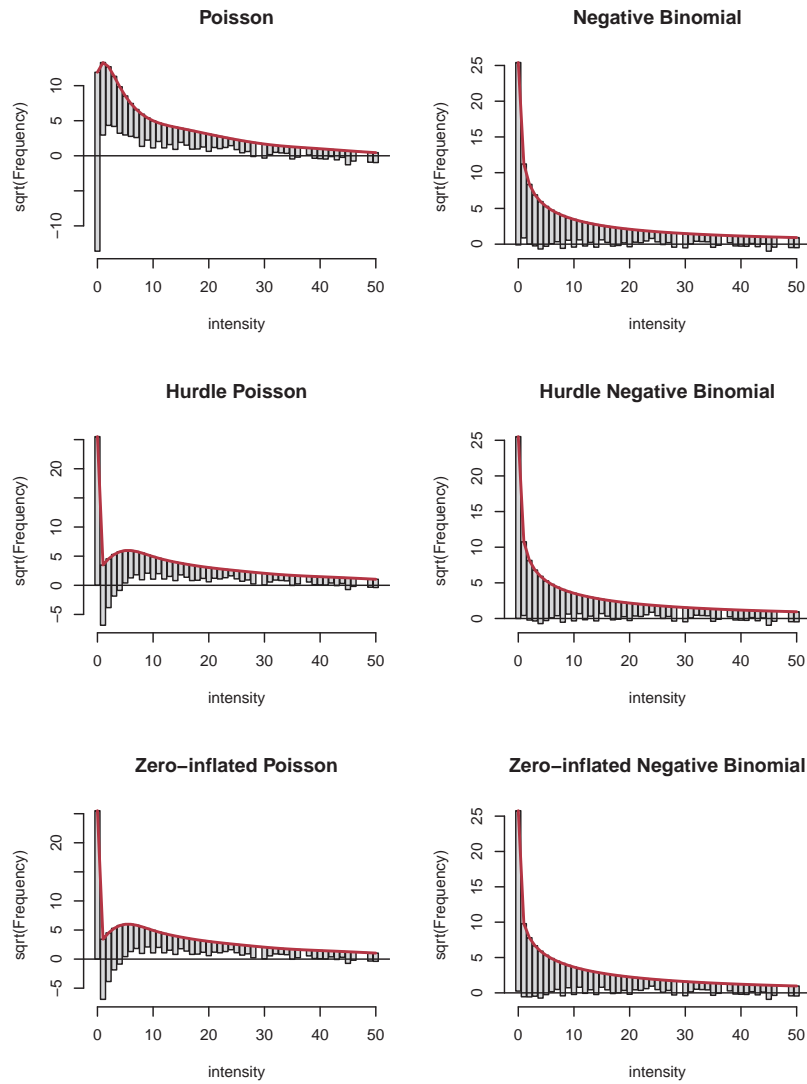 Poisson
sqrt(Frequency)
10
5
0
−10
0 10 20 30 40 50
intensity
Negative Binomial
sqrt(Frequency)
25
20
15
10
5
0
0 10 20 30 40 50
intensity
Hurdle Poisson
sqrt(Frequency)
20
10
5
0
−5
0 10 20 30 40 50
intensity
Hurdle Negative Binomial
sqrt(Frequency)
25
20
15
10
5
0
0 10 20 30 40 50
intensity
Zero−inflated Poisson
sqrt(Frequency)
20
10
5
0
−5
0 10 20 30 40 50
intensity
Zero−inflated Negative Binomial
sqrt(Frequency)
25
20
15
10
5
0
0 10 20 30 40 50
intensity